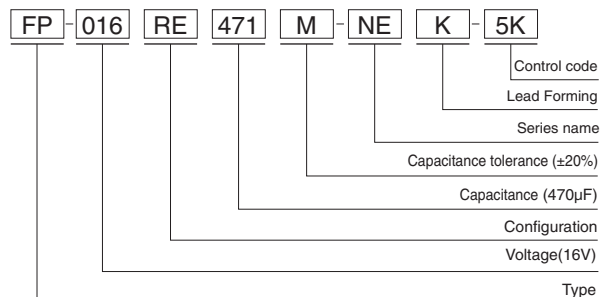 FP - 016 RE 471 M - NE K - 5K
Control code
Lead Forming
Series name
Capacitance tolerance (±20%)
Capacitance (470µF)
Configuration
Voltage(16V)
Type